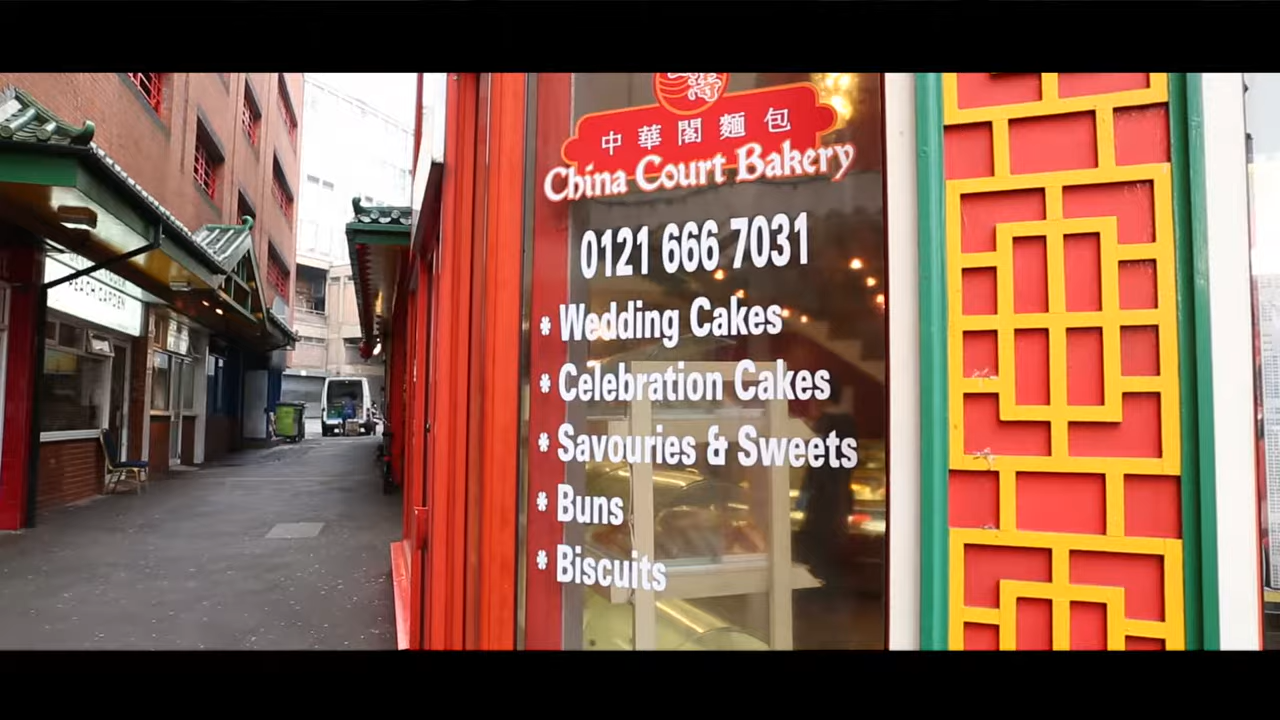 PEACH GARDEN
中華閣麵包
China Court Bakery
0121 666 7031
* Wedding Cakes
* Celebration Cakes
* Savouries & Sweets
* Buns
* Biscuits